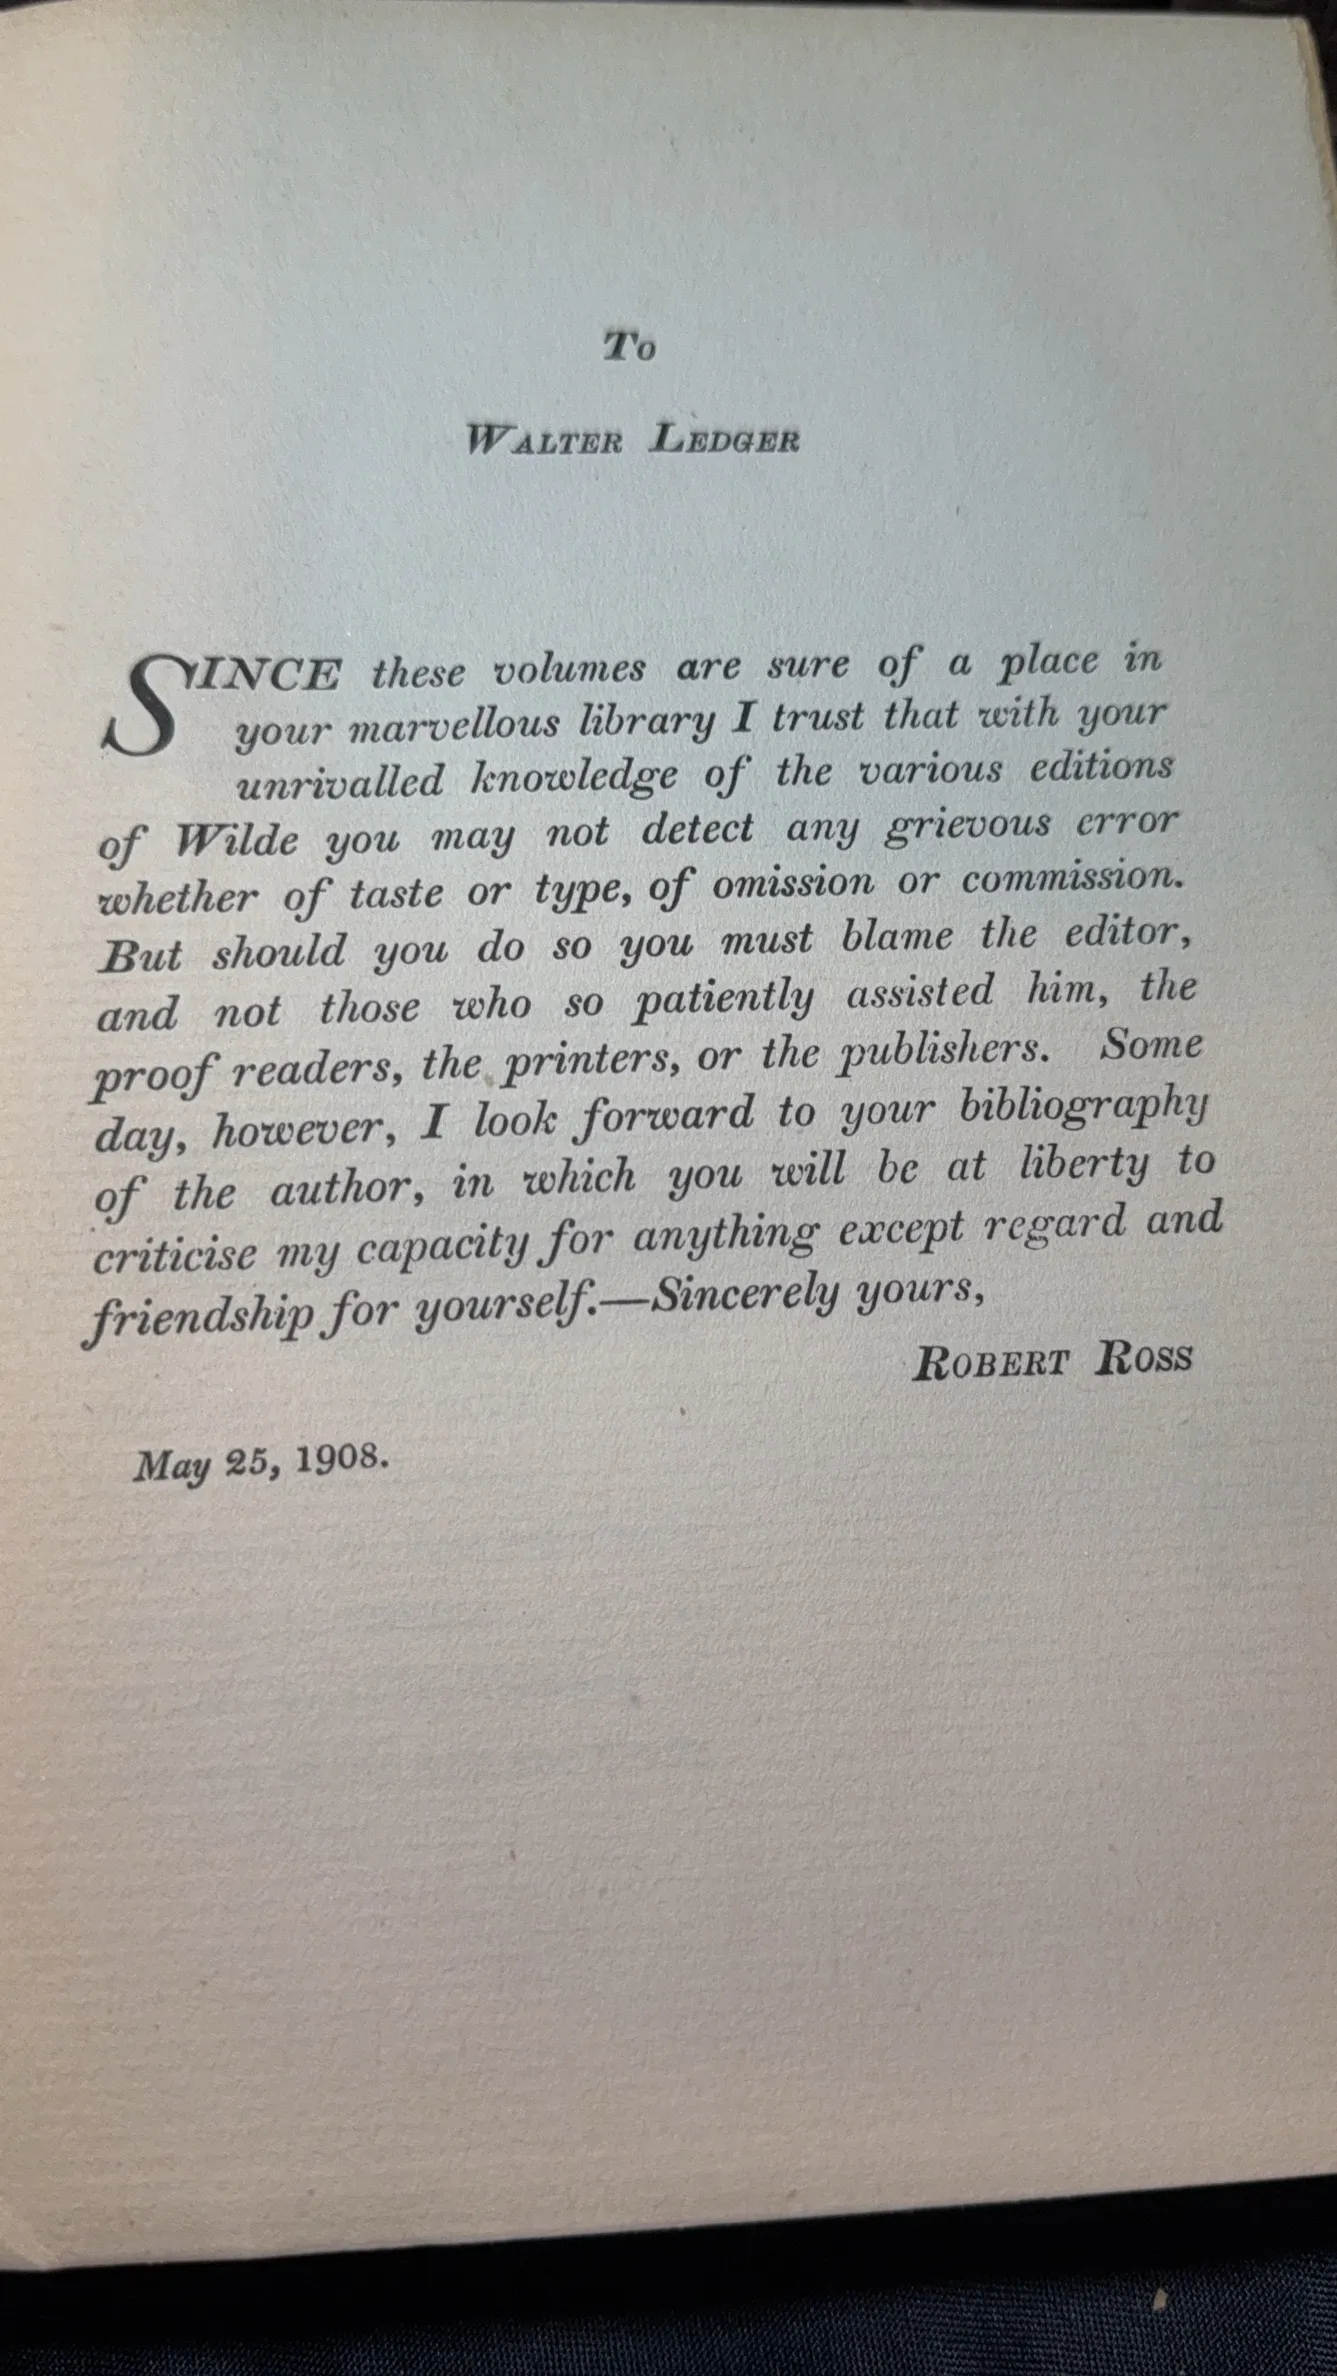 To
WALTER LEDGER
SINCE these volumes are sure of a place in
your marvellous library I trust that with your
unrivalled knowledge of the various editions
of Wilde you may not detect any grievous error
whether of taste or type, of omission or commission.
But should you do so you must blame the editor,
and not those who so patiently assisted him, the
proof readers, the printers, or the publishers. Some
day, however, I look forward to your bibliography
of the author, in which you will be at liberty to
criticise my capacity for anything except regard and
friendship for yourself.—Sincerely yours,
ROBERT ROSS
May 25, 1908.